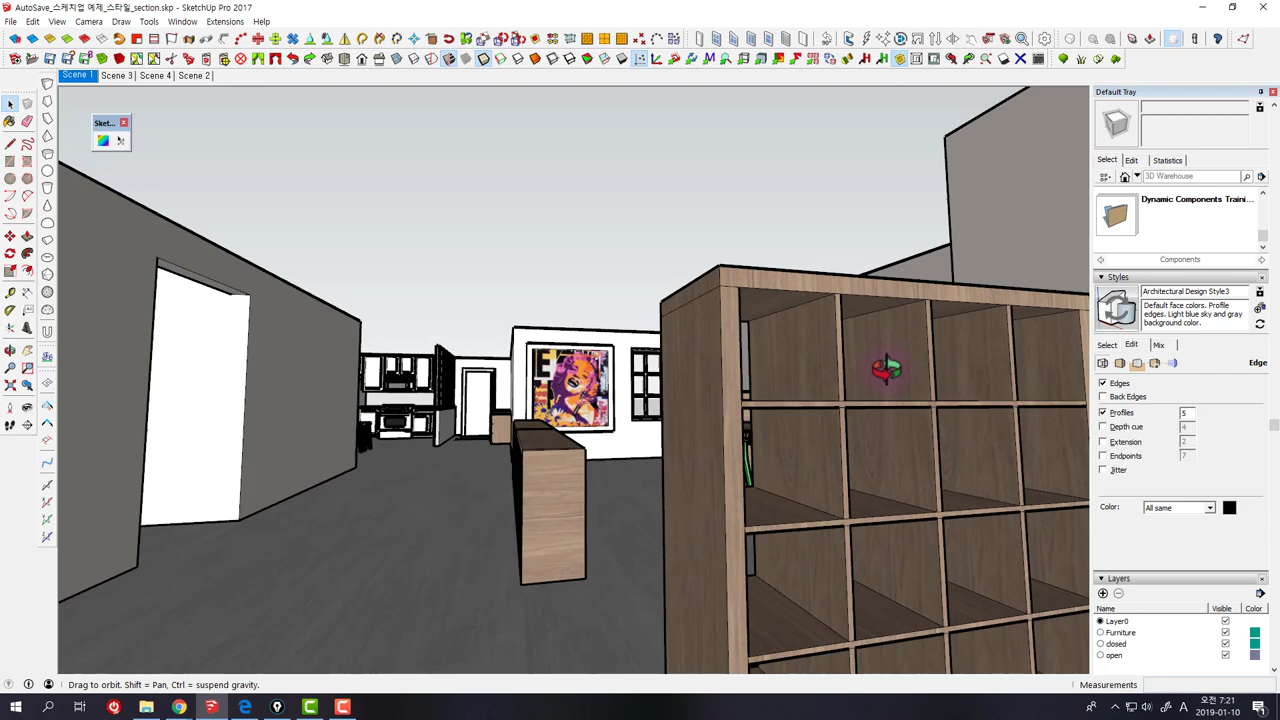 AutoSave_스케치업 예제_스타일_section.skp - SketchUp Pro 2017
File Edit View Camera Draw Tools Window Extensions Help
Scene 1 Scene 3 Scene 4 Scene 2
Sket...
Default Tray
Select Edit Statistics
3D Warehouse
Dynamic Components Traini...
Components
Styles
Architectural Design Style3
Default face colors. Profile
edges. Light blue sky and gray
background color.
Select Edit Mix
Edge
Edges
Back Edges
Profiles 5
Depth cue 4
Extension 2
Endpoints 7
Jitter
Color: All same
Layers
Name Visible Color
Layer0
Furniture
closed
open
Drag to orbit. Shift = Pan, Ctrl = suspend gravity.
Measurements
A
오전 7:21
2019-01-10